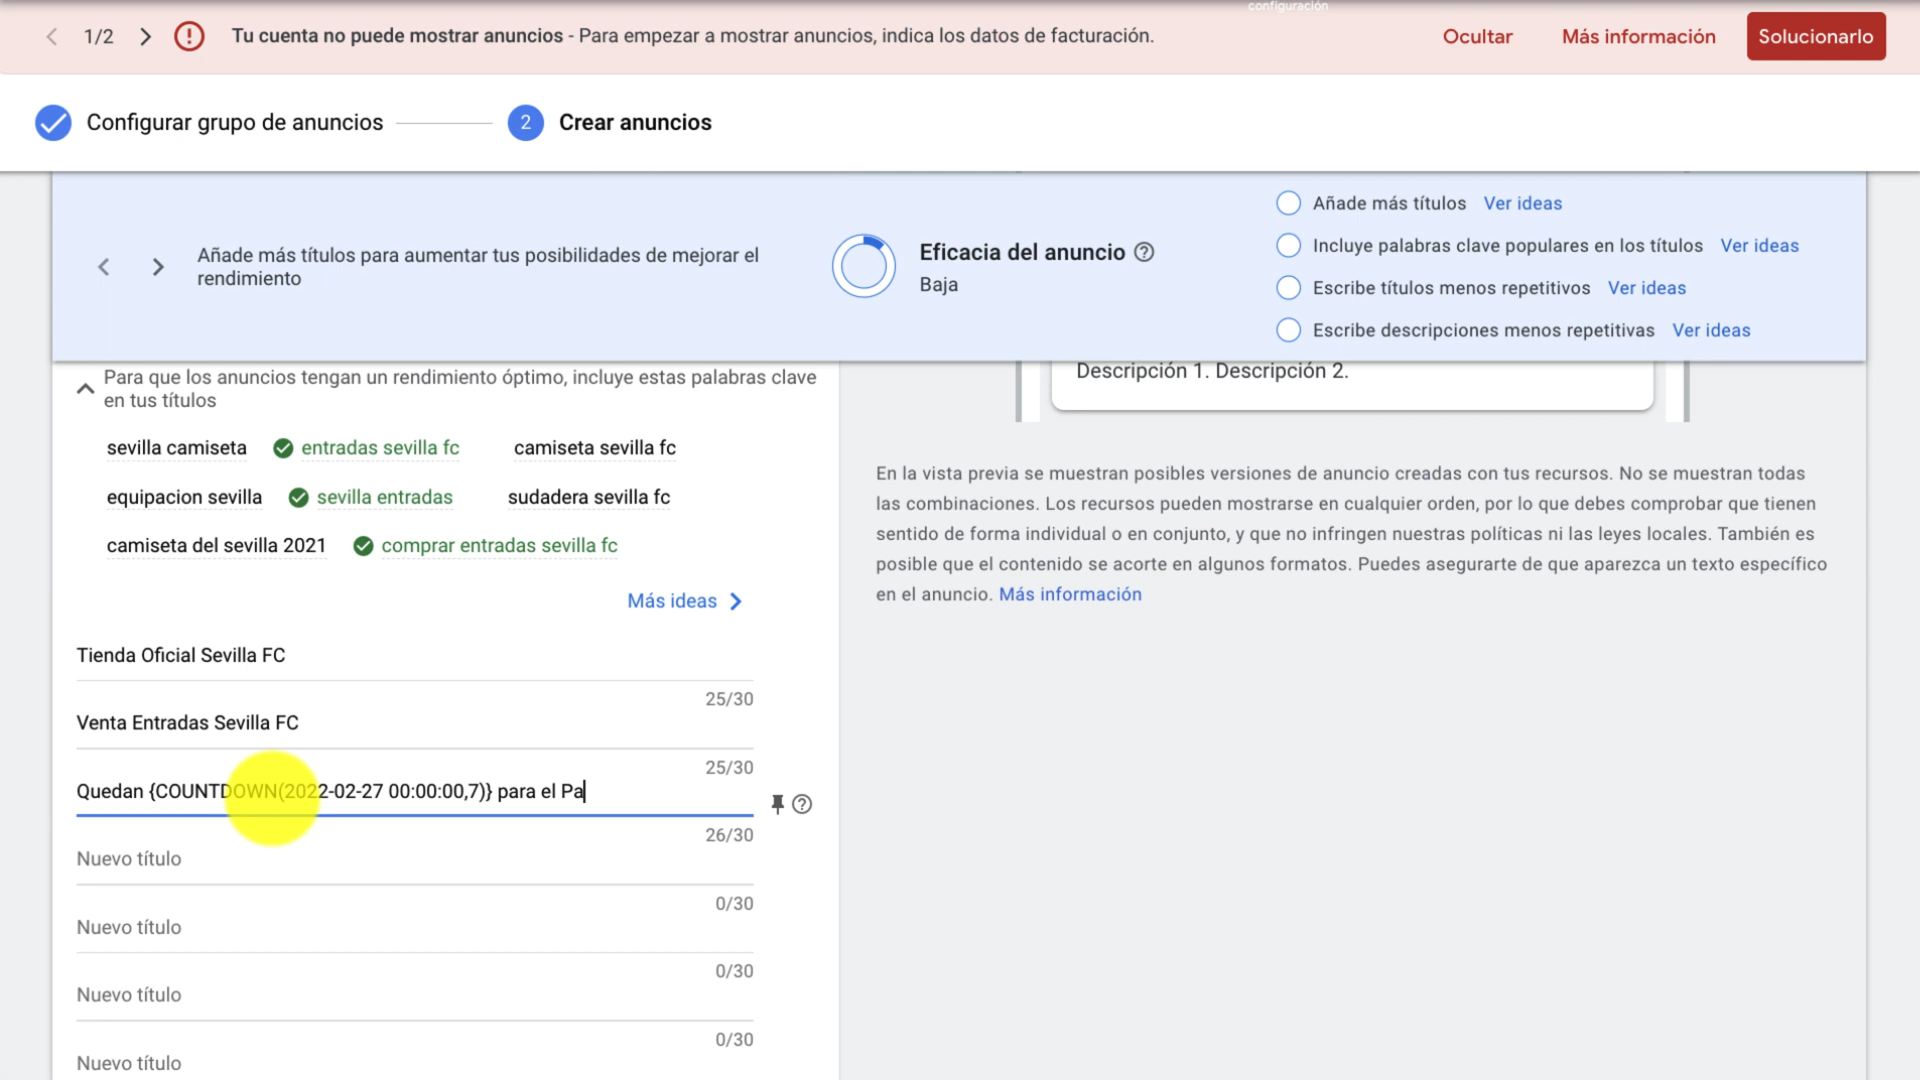 configuración
1/2
Tu cuenta no puede mostrar anuncios - Para empezar a mostrar anuncios, indica los datos de facturación.
Ocultar
Más información
Solucionarlo
Configurar grupo de anuncios
2
Crear anuncios
Añade más títulos para aumentar tus posibilidades de mejorar el
rendimiento
Eficacia del anuncio
Baja
Añade más títulos Ver ideas
Incluye palabras clave populares en los títulos Ver ideas
Escribe títulos menos repetitivos Ver ideas
Escribe descripciones menos repetitivas Ver ideas
Para que los anuncios tengan un rendimiento óptimo, incluye estas palabras clave
en tus títulos
sevilla camiseta entradas sevilla fc camiseta sevilla fc
equipacion sevilla sevilla entradas sudadera sevilla fc
camiseta del sevilla 2021 comprar entradas sevilla fc
Más ideas
Tienda Oficial Sevilla FC
25/30
Venta Entradas Sevilla FC
25/30
Quedan {COUNTDOWN(2022-02-27 00:00:00,7)} para el Pa
26/30
Nuevo título
0/30
Nuevo título
0/30
Nuevo título
0/30
Nuevo título
Descripción 1. Descripción 2.
En la vista previa se muestran posibles versiones de anuncio creadas con tus recursos. No se muestran todas
las combinaciones. Los recursos pueden mostrarse en cualquier orden, por lo que debes comprobar que tienen
sentido de forma individual o en conjunto, y que no infringen nuestras políticas ni las leyes locales. También es
posible que el contenido se acorte en algunos formatos. Puedes asegurarte de que aparezca un texto específico
en el anuncio. Más información